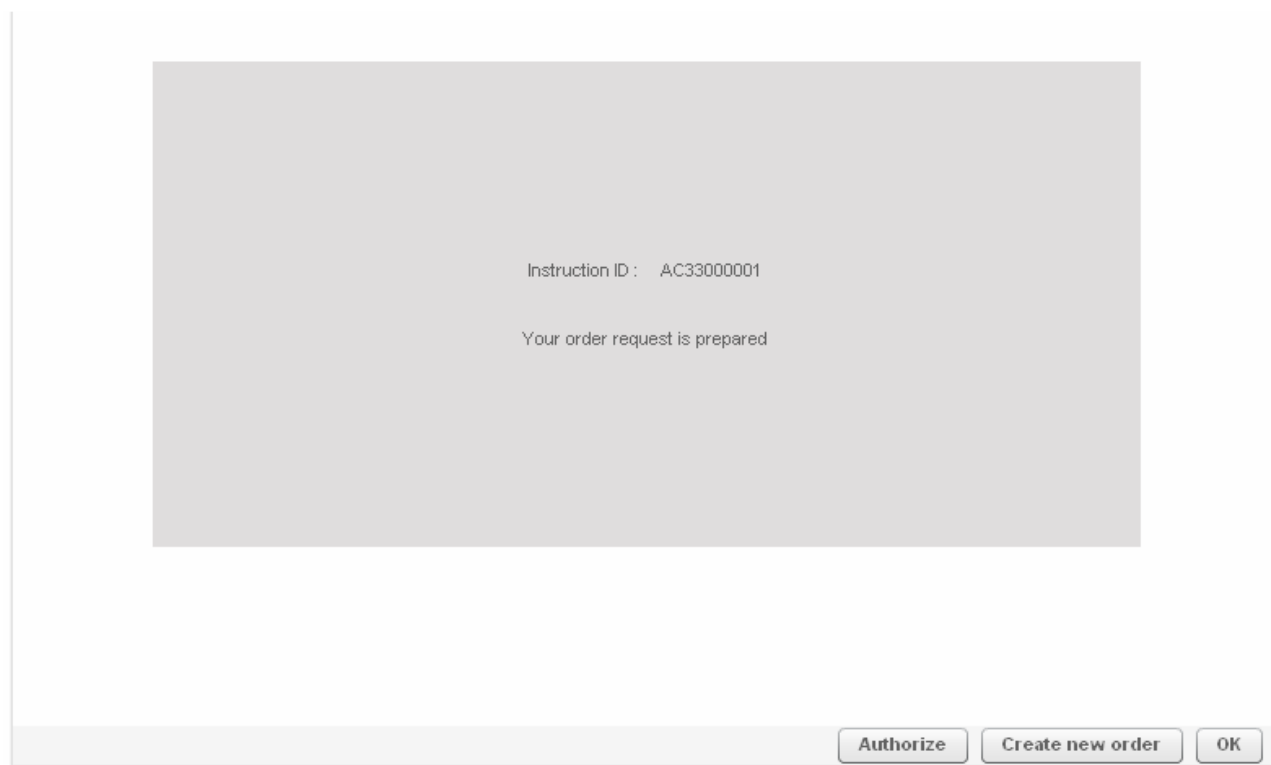 Instruction ID : AC33000001
Your order request is prepared
Authorize Create new order OK